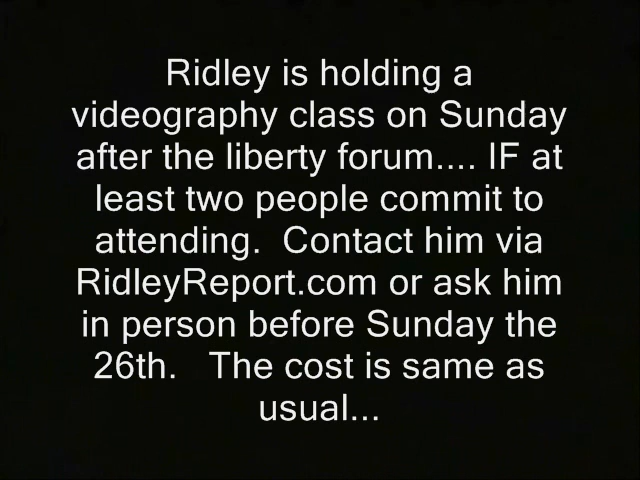 Ridley is holding a
videography class on Sunday
after the liberty forum.... IF at
least two people commit to
attending.  Contact him via
RidleyReport.com or ask him
in person before Sunday the
26th.   The cost is same as
usual...